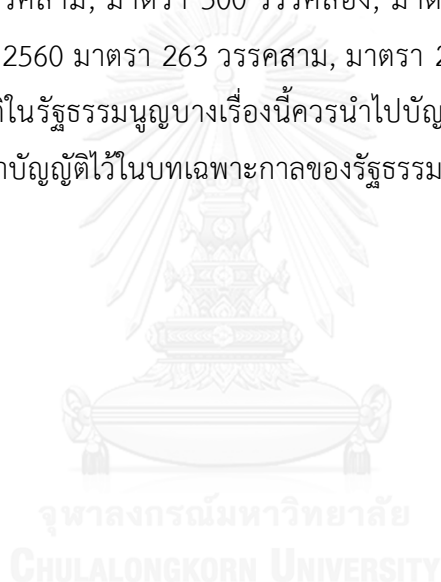 รคสาม, มาตรา 300 วรรคสอง, มาต
2560 มาตรา 263 วรรคสาม, มาตรา 2
ติในรัฐธรรมนูญบางเรื่องนี้ควรนำไปบัญ
าบัญญัติไว้ในบทเฉพาะกาลของรัฐธรรม
จุฬาลงกรณ์มหาวิทยาลัย
CHULALONGKORN UNIVERSITY